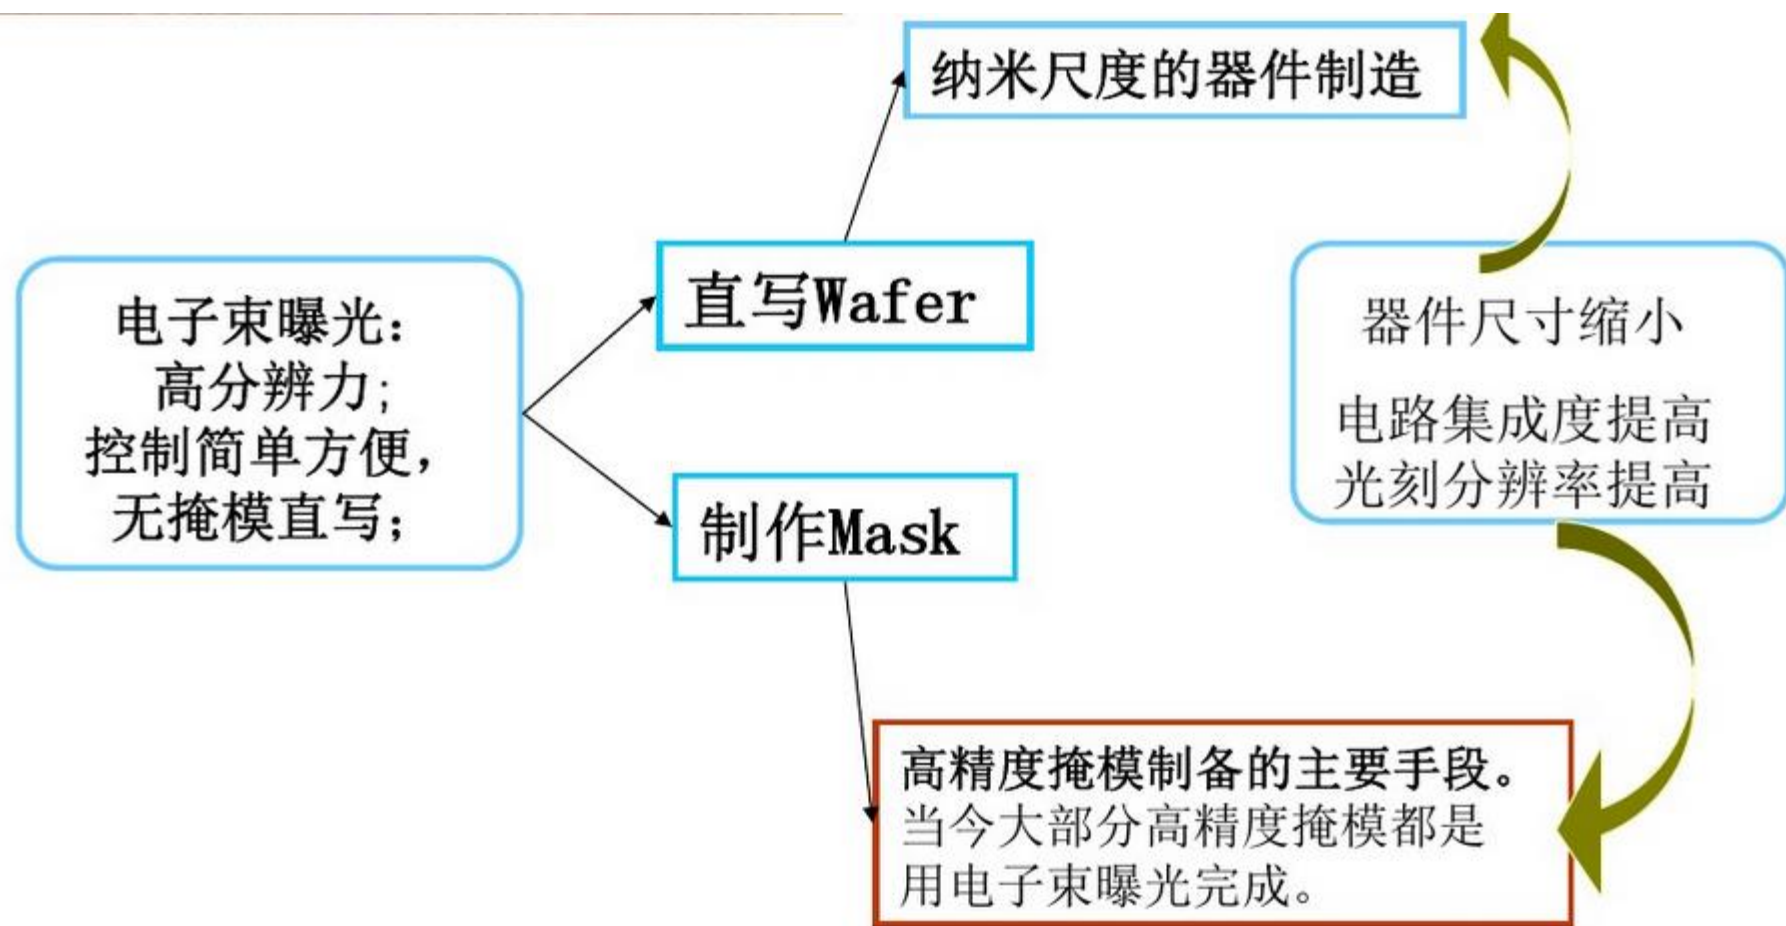 纳米尺度的器件制造
直写Wafer
电子束曝光：
高分辨力;
控制简单方便，
无掩模直写；
制作Mask
器件尺寸缩小
电路集成度提高
光刻分辨率提高
高精度掩模制备的主要手段。
当今大部分高精度掩模都是
用电子束曝光完成。